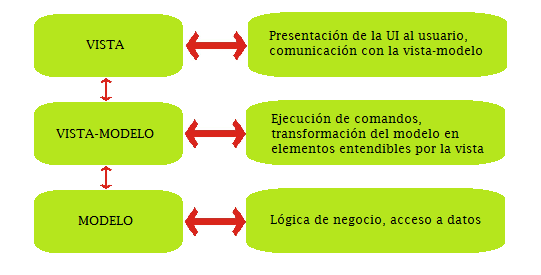 VISTA
Presentación de la UI al usuario,
comunicación con la vista-modelo
VISTA-MODELO
Ejecución de comandos,
transformación del modelo en
elementos entendibles por la vista
MODELO
Lógica de negocio, acceso a datos